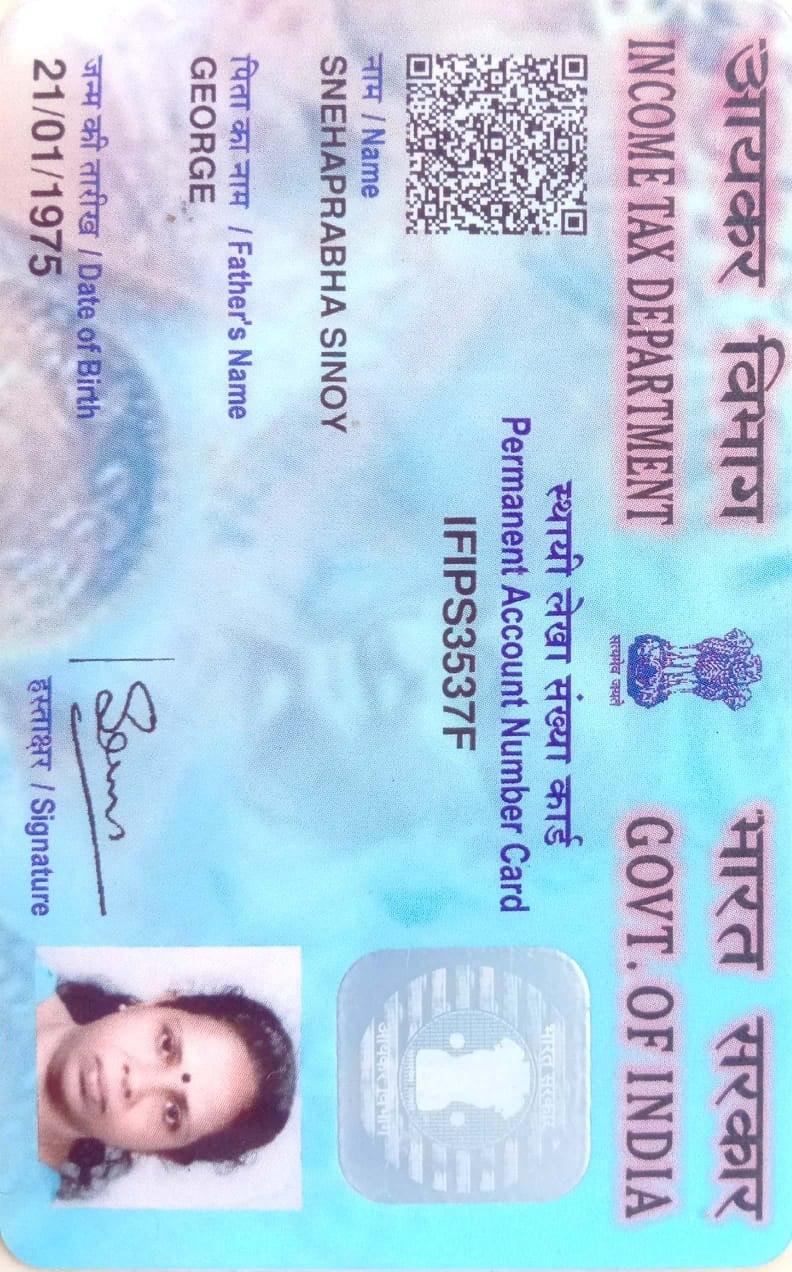 आयकर विभाग
INCOME TAX DEPARTMENT
सत्यमेव जयते
भारत सरकार
GOVT. OF INDIA
स्थायी लेखा संख्या कार्ड
Permanent Account Number Card
IFIPS3537F
नाम / Name
SNEHAPRABHA SINOY
पिता का नाम / Father's Name
GEORGE
जन्म की तारीख / Date of Birth
21/01/1975
हस्ताक्षर / Signature
भारत सरकार
आयकर विभाग